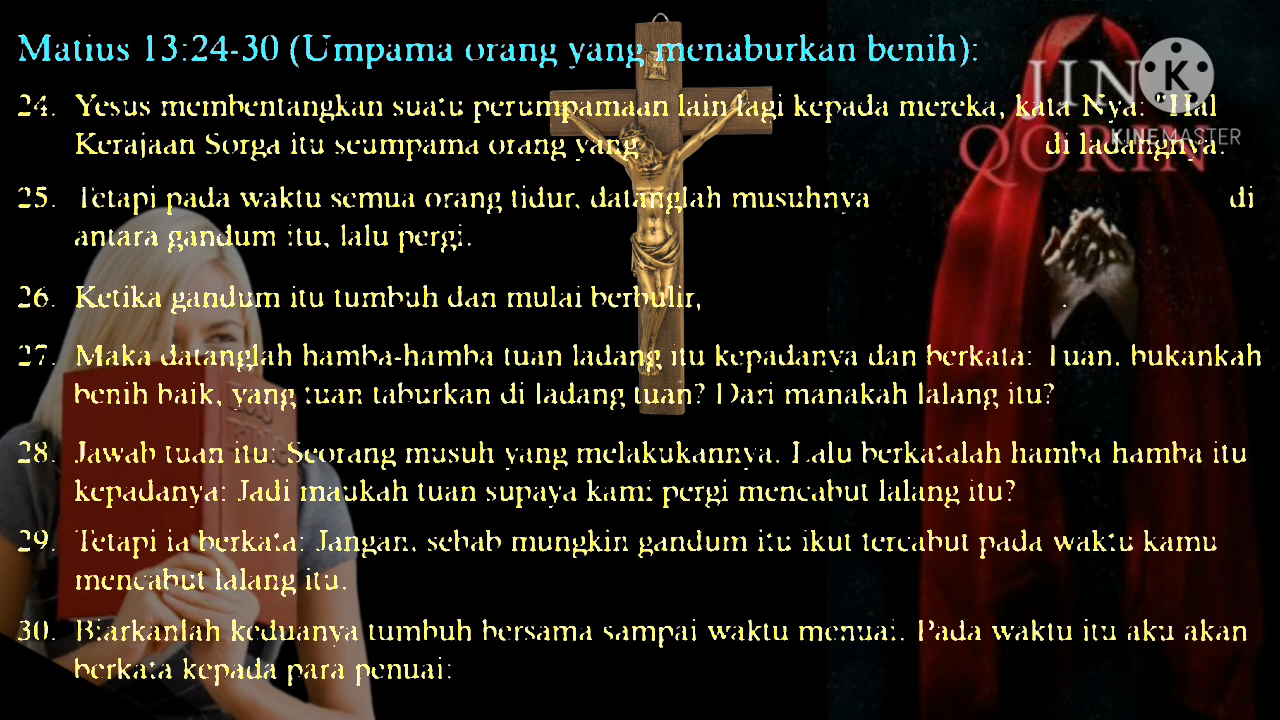 Matius 13:24-30 (Umpama orang yang menaburkan benih):
24. Yesus membentangkan suatu perumpamaan lain lagi kepada mereka, kata Nya: "Hal
Kerajaan Sorga itu seumpama orang yang di ladangnya.
25. Tetapi pada waktu semua orang tidur, datanglah musuhnya di
antara gandum itu, lalu pergi.
26. Ketika gandum itu tumbuh dan mulai berbulir, .
27. Maka datanglah hamba-hamba tuan ladang itu kepadanya dan berkata: Tuan, bukankah
benih baik, yang tuan taburkan di ladang tuan? Dari manakah lalang itu?
28. Jawab tuan itu: Seorang musuh yang melakukannya. Lalu berkatalah hamba hamba itu
kepadanya: Jadi maukah tuan supaya kami pergi mencabut lalang itu?
29. Tetapi ia berkata: Jangan, sebab mungkin gandum itu ikut tercabut pada waktu kamu
mencabut lalang itu.
30. Biarkanlah keduanya tumbuh bersama sampai waktu menuai. Pada waktu itu aku akan
berkata kepada para penuai:
JIN
QORIN
K
KINEMASTER
HOLY
BIBLE